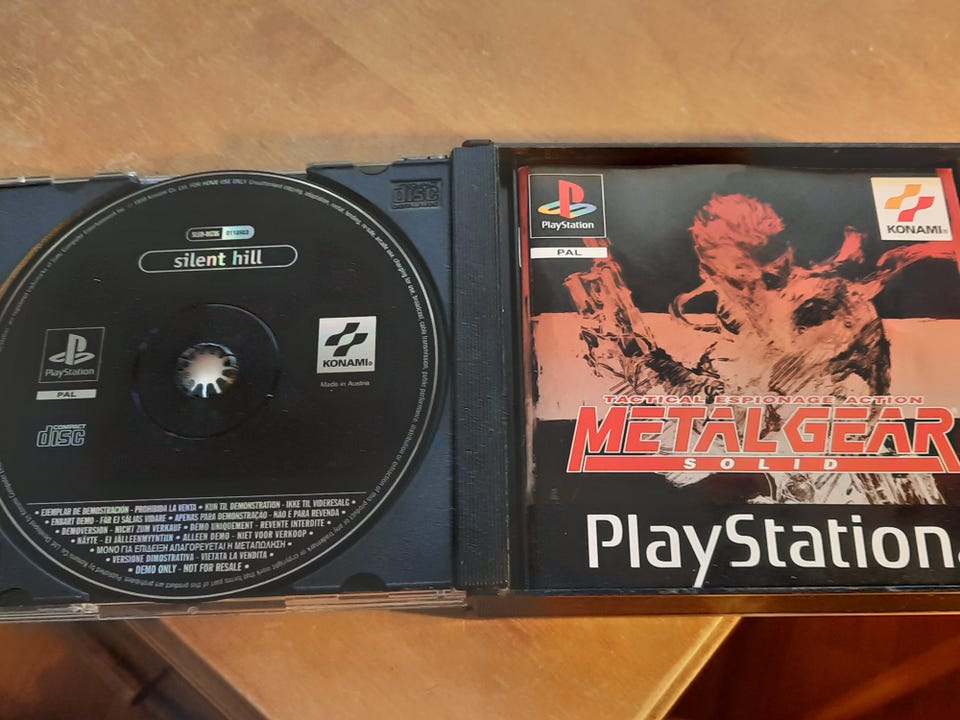 SLED-01735 0118503
silent hill
PlayStation
PAL
COMPACT
disc
KONAMI®
Made in Austria
EJEMPLAR DE DEMOSTRACIÓN - PROHIBIDA LA VENTA • KUN TIL DEMONSTRATION - IKKE TIL VIDERESALG •
ENBART DEMO - FÅR EJ SÄLJAS VIDARE • APENAS PARA DEMONSTRAÇÃO - NÃO É PARA REVENDA •
DEMOVERSION - NICHT ZUM VERKAUF • DEMO UNIQUEMENT - REVENTE INTERDITE •
NÄYTE - EI JÄLLEENMYYNTIIN • ALLEEN DEMO - NIET VOOR VERKOOP •
ΜΟΝΟ ΓΙΑ ΕΠΙΔΕΙΞΗ ΑΠΑΓΟΡΕΥΕΤΑΙ Η ΜΕΤΑΠΩΛΗΣΗ •
VERSIONE DIMOSTRATIVA - VIETATA LA VENDITA •
• DEMO ONLY - NOT FOR RESALE •
disc
PlayStation
PAL
KONAMI®
TACTICAL ESPIONAGE ACTION
METAL GEAR
SOLID
PlayStation